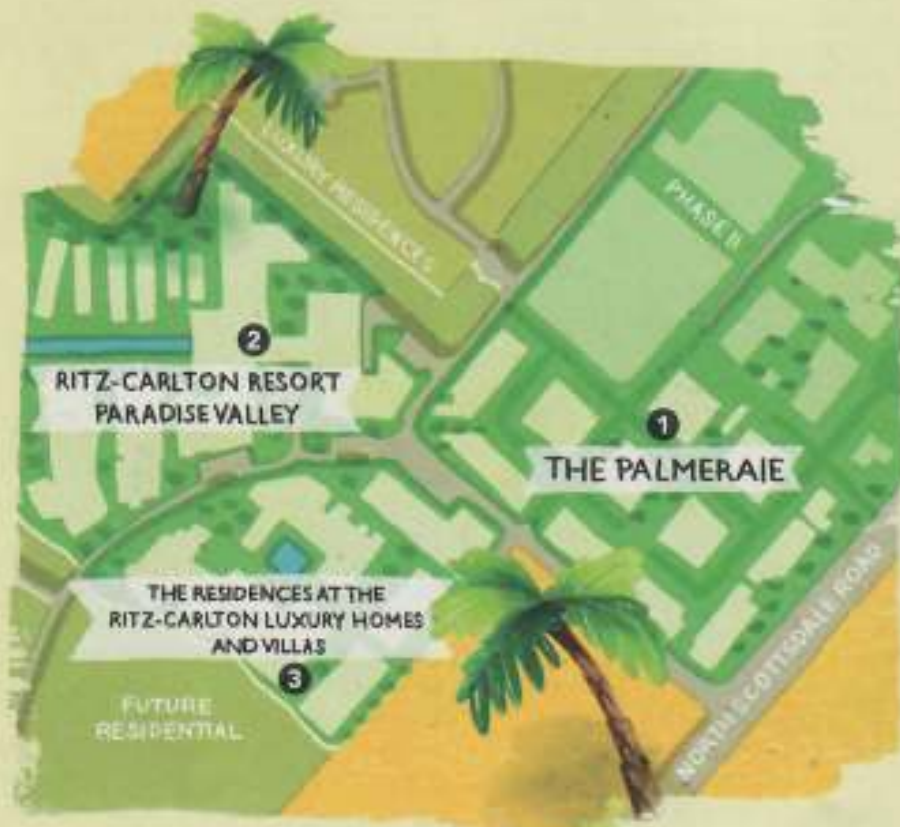 LUXURY RESIDENCES
PHASE II
2
RITZ-CARLTON RESORT
PARADISE VALLEY
1
THE PALMERAIE
THE RESIDENCES AT THE
RITZ-CARLTON LUXURY HOMES
AND VILLAS
3
FUTURE
RESIDENTIAL
NORTH SCOTTSDALE ROAD